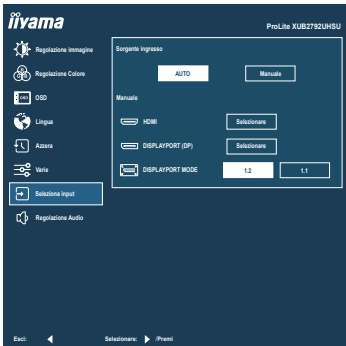 iiyama
ProLite XUB2792UHSU
Regolazione immagine
Regolazione Colore
OSD
OSD
Lingua
Azzera
Varie
Seleziona input
Regolazione Audio
Sorgente ingresso
AUTO
Manuale
Manuale
HDMI
Selezionare
DISPLAYPORT (DP)
Selezionare
DISPLAYPORT MODE
1.2
1.1
Esci:
Selezionare:
/Premi